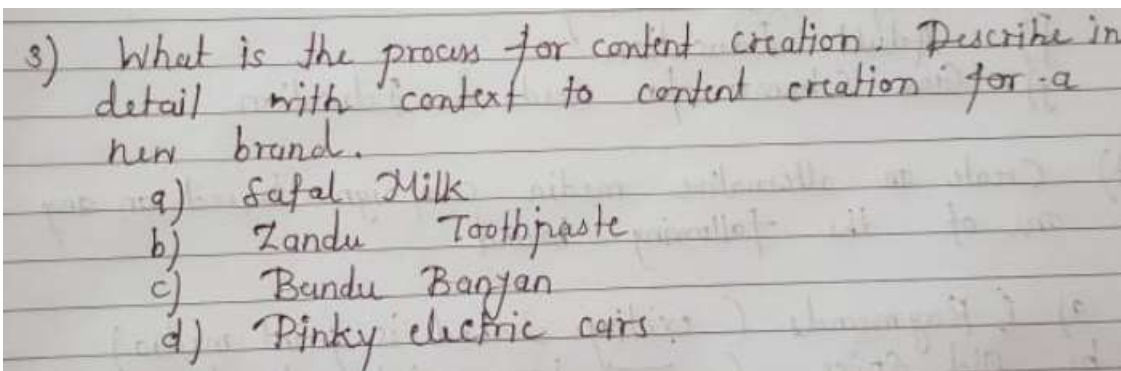 3) What is the process for content creation. Describe in
detail with context to content creation for a
new brand.
a) Safal Milk
b) Zandu Toothpaste
c) Bandu Banyan
d) Pinky electric cars.